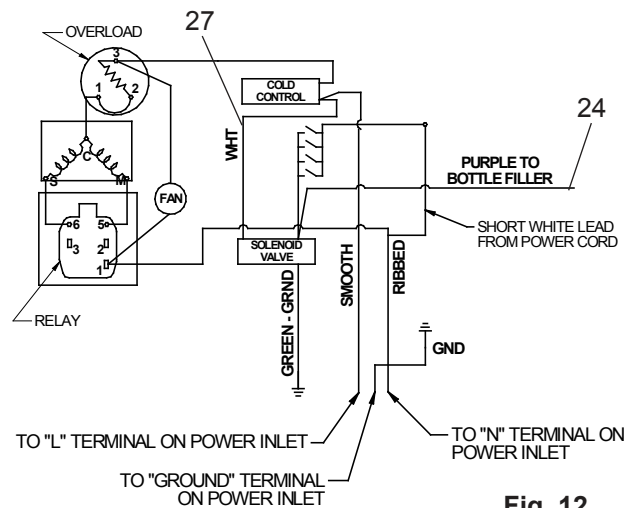 27
OVERLOAD
3
1
2
COLD
CONTROL
24
WHT
C
S
M
PURPLE TO
BOTTLE FILLER
FAN
6
5
3
2
1
SHORT WHITE LEAD
FROM POWER CORD
SOLENOID
VALVE
SMOOTH
RIBBED
GREEN - GRND
RELAY
GND
TO "L" TERMINAL ON POWER INLET
TO "N" TERMINAL ON
POWER INLET
TO "GROUND" TERMINAL
ON POWER INLET
Fig. 12